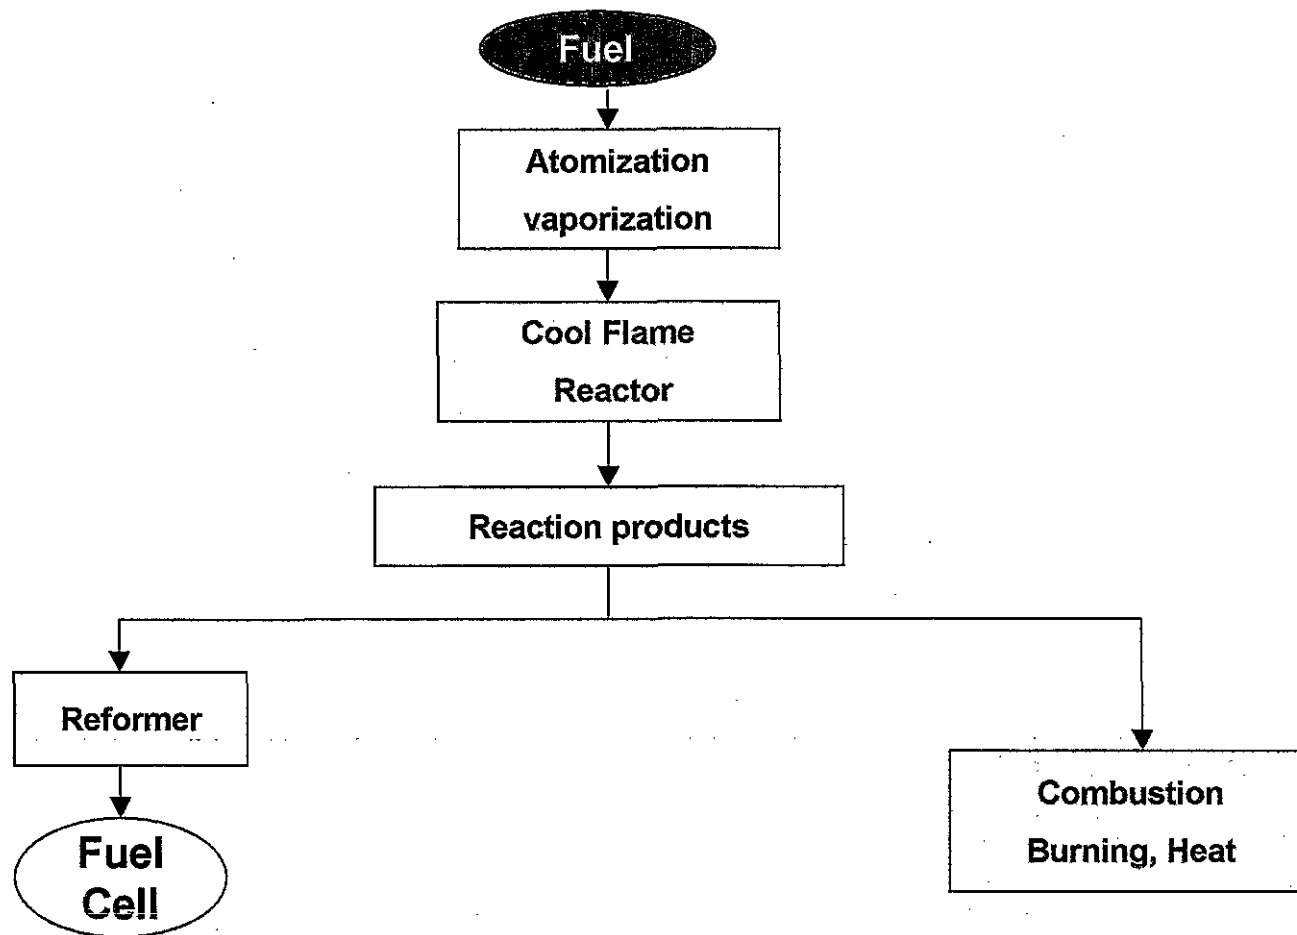 Fuel
Atomization
vaporization
Cool Flame
Reactor
Reaction products
Reformer
Fuel
Cell
Combustion
Burning, Heat